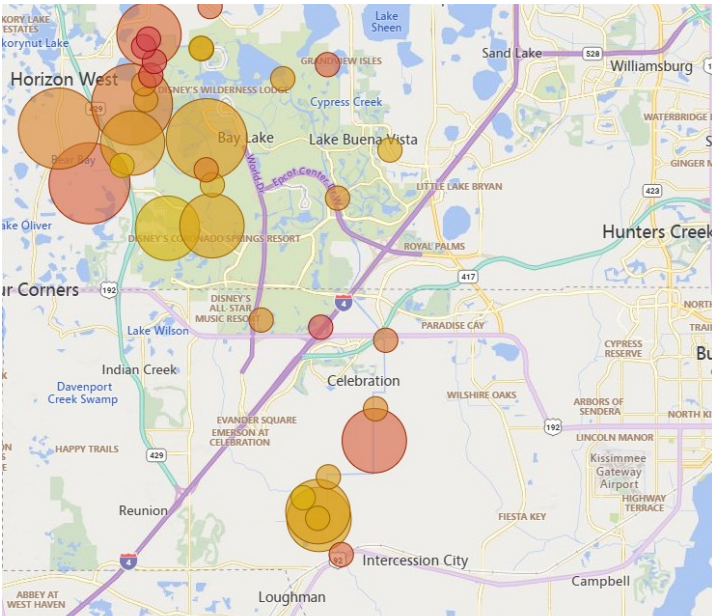 KORY LAKE
ESTATES
korynut Lake
Lake
Sheen
GRANDVIEW ISLES
Sand Lake
528
Williamsburg
Horizon West
DISNEY'S WILDERNESS LODGE
429
Cypress Creek
WATERBRIDGE
Bay Lake
Lake Buena Vista
Bear Bay
World Dr
Epcot Center Dr W
GINGER M
LITTLE LAKE BRYAN
423
ake Oliver
DISNEY'S CORONADO SPRINGS RESORT
ROYAL PALMS
Hunters Creek
417
ur Corners
192
DISNEY'S
ALL-STAR
MUSIC RESORT
4
NORTH
TRAI
Lake Wilson
PARADISE CAY
CYPRESS
RESERVE
Bu
Indian Creek
Celebration
Davenport
Creek Swamp
WILSHIRE OAKS
ARBORS OF
SENDERA
NORTH KI
EVANDER SQUARE
EMERSON AT
CELEBRATION
192
LINCOLN MANOR
HAPPY TRAILS
429
Kissimmee
Gateway
Airport
HIGHWAY
TERRACE
Reunion
FIESTA KEY
4
92
Intercession City
Campbell
ABBEY AT
WEST HAVEN
Loughman